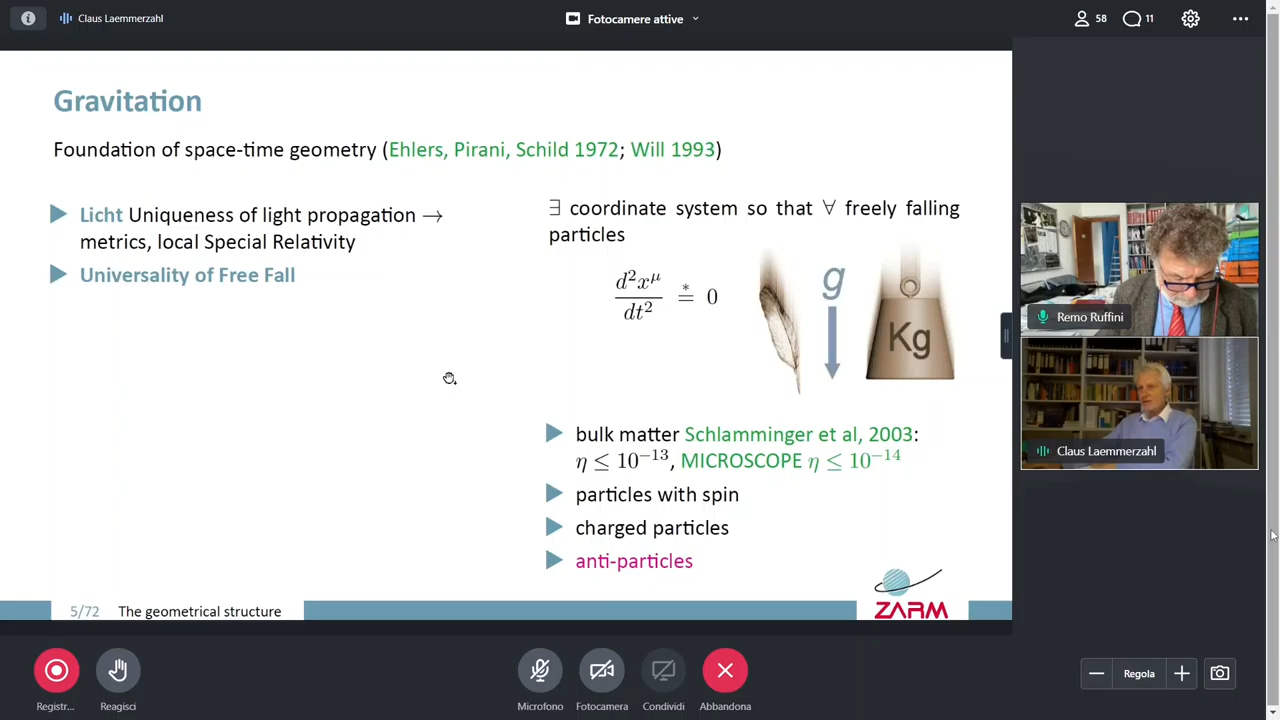 Claus Laemmerzahl
Fotocamere attive
58
11
Gravitation
Foundation of space-time geometry (Ehlers, Pirani, Schild 1972; Will 1993)
Licht Uniqueness of light propagation →
metrics, local Special Relativity
Universality of Free Fall
∃ coordinate system so that ∀ freely falling
particles
d²x^μ/dt² =* 0
g
Kg
bulk matter Schlamminger et al, 2003:
η ≤ 10⁻¹³, MICROSCOPE η ≤ 10⁻¹⁴
particles with spin
charged particles
anti-particles
5/72 The geometrical structure
ZARM
Remo Ruffini
Claus Laemmerzahl
Registr...
Reagisci
Microfono
Fotocamera
Condividi
Abbandona
Regola